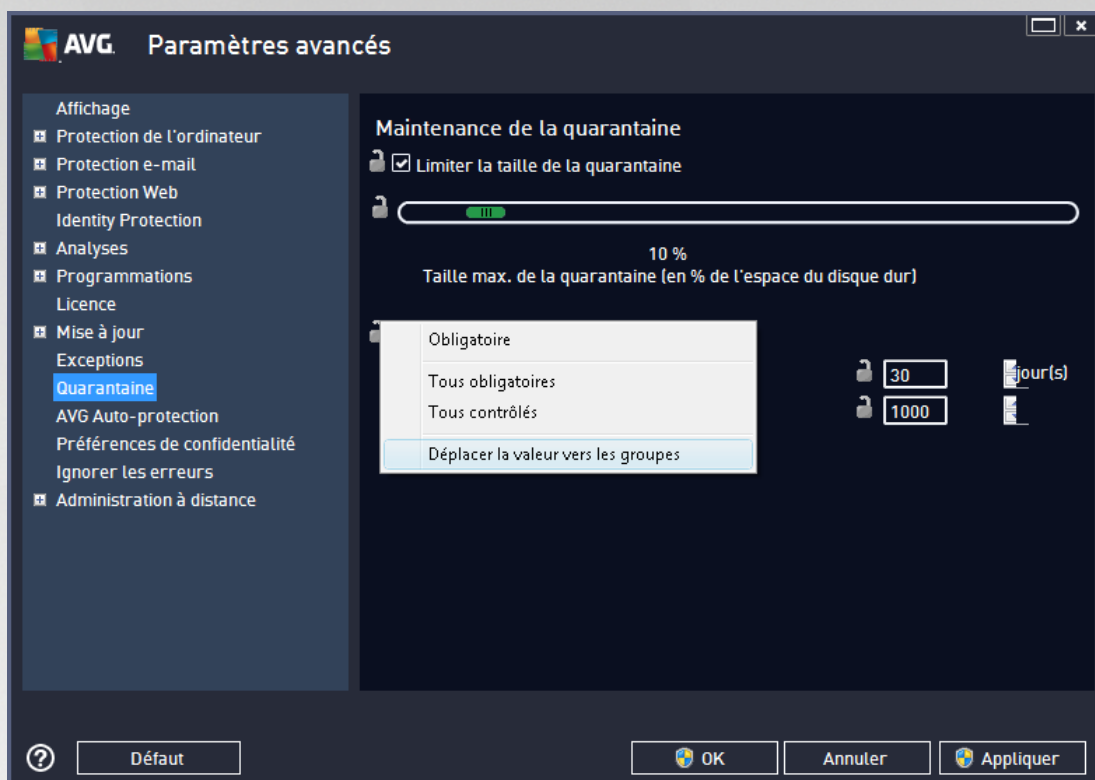 AVG. Paramètres avancés
Affichage
Protection de l'ordinateur
Protection e-mail
Protection Web
Identity Protection
Analyses
Programmations
Licence
Mise à jour
Exceptions
Quarantaine
AVG Auto-protection
Préférences de confidentialité
Ignorer les erreurs
Administration à distance
Maintenance de la quarantaine
Limiter la taille de la quarantaine
10 %
Taille max. de la quarantaine (en % de l'espace du disque dur)
Obligatoire
Tous obligatoires
Tous contrôlés
Déplacer la valeur vers les groupes
30 jour(s)
1000
Défaut
OK
Annuler
Appliquer